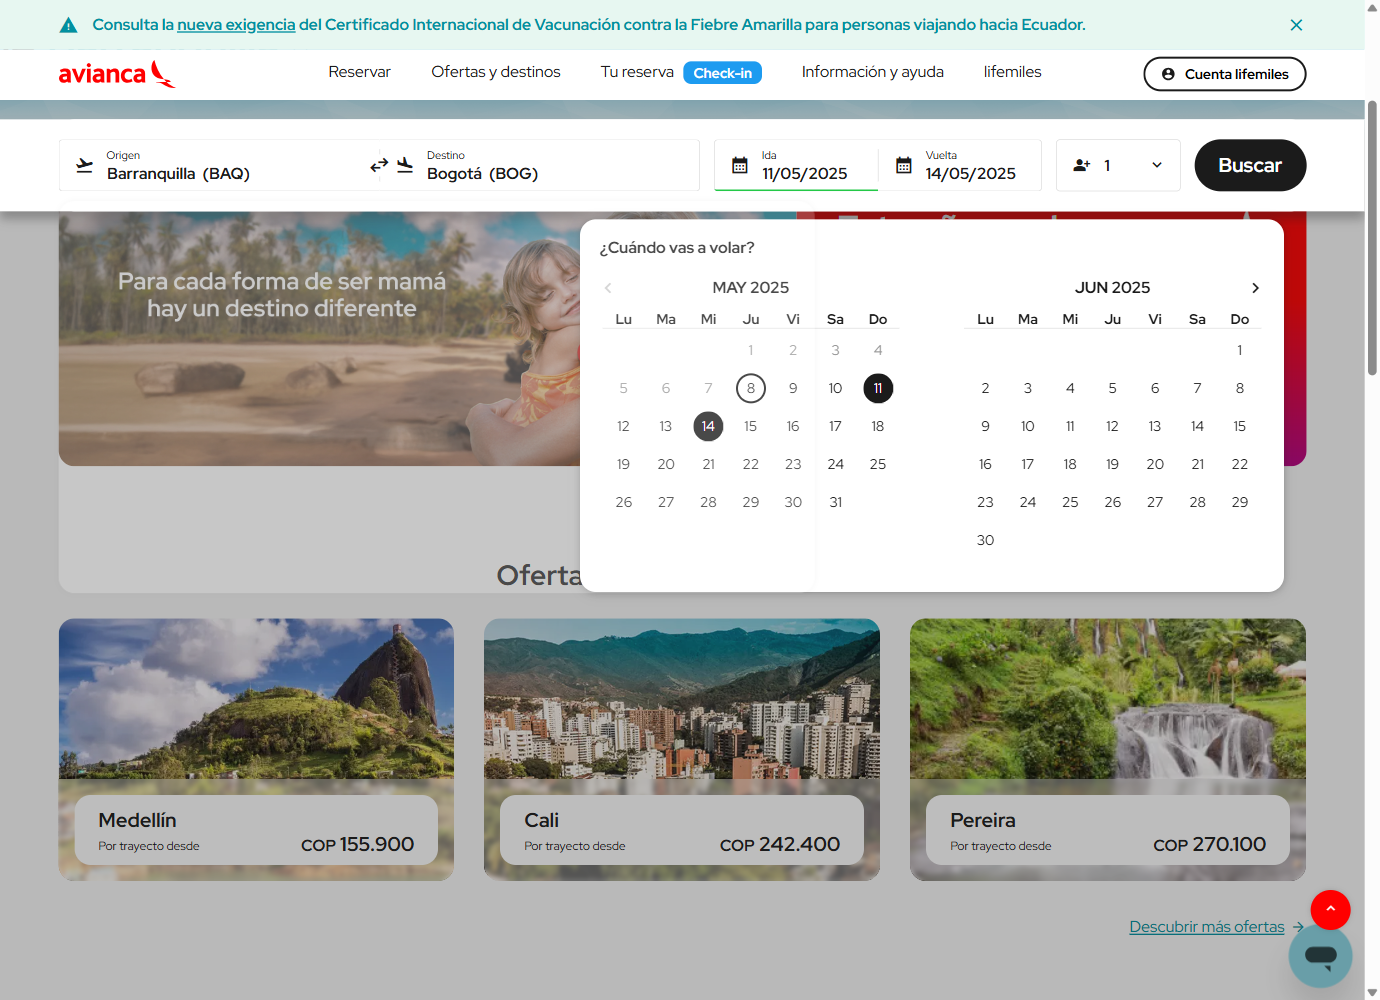 Consulta la nueva exigencia del Certificado Internacional de Vacunación contra la Fiebre Amarilla para personas viajando hacia Ecuador.
avianca
Reservar
Ofertas y destinos
Tu reserva
Check-in
Información y ayuda
lifemiles
Cuenta lifemiles
Origen
Barranquilla (BAQ)
Destino
Bogotá (BOG)
Ida
11/05/2025
Vuelta
14/05/2025
1
Buscar
Para cada forma de ser mamá
hay un destino diferente
¿Cuándo vas a volar?
MAY 2025
Lu Ma Mi Ju Vi Sa Do
1 2 3 4
5 6 7 8 9 10 11
12 13 14 15 16 17 18
19 20 21 22 23 24 25
26 27 28 29 30 31
JUN 2025
Lu Ma Mi Ju Vi Sa Do
1
2 3 4 5 6 7 8
9 10 11 12 13 14 15
16 17 18 19 20 21 22
23 24 25 26 27 28 29
30
Oferta
Medellín
Por trayecto desde
COP 155.900
Cali
Por trayecto desde
COP 242.400
Pereira
Por trayecto desde
COP 270.100
Descubrir más ofertas